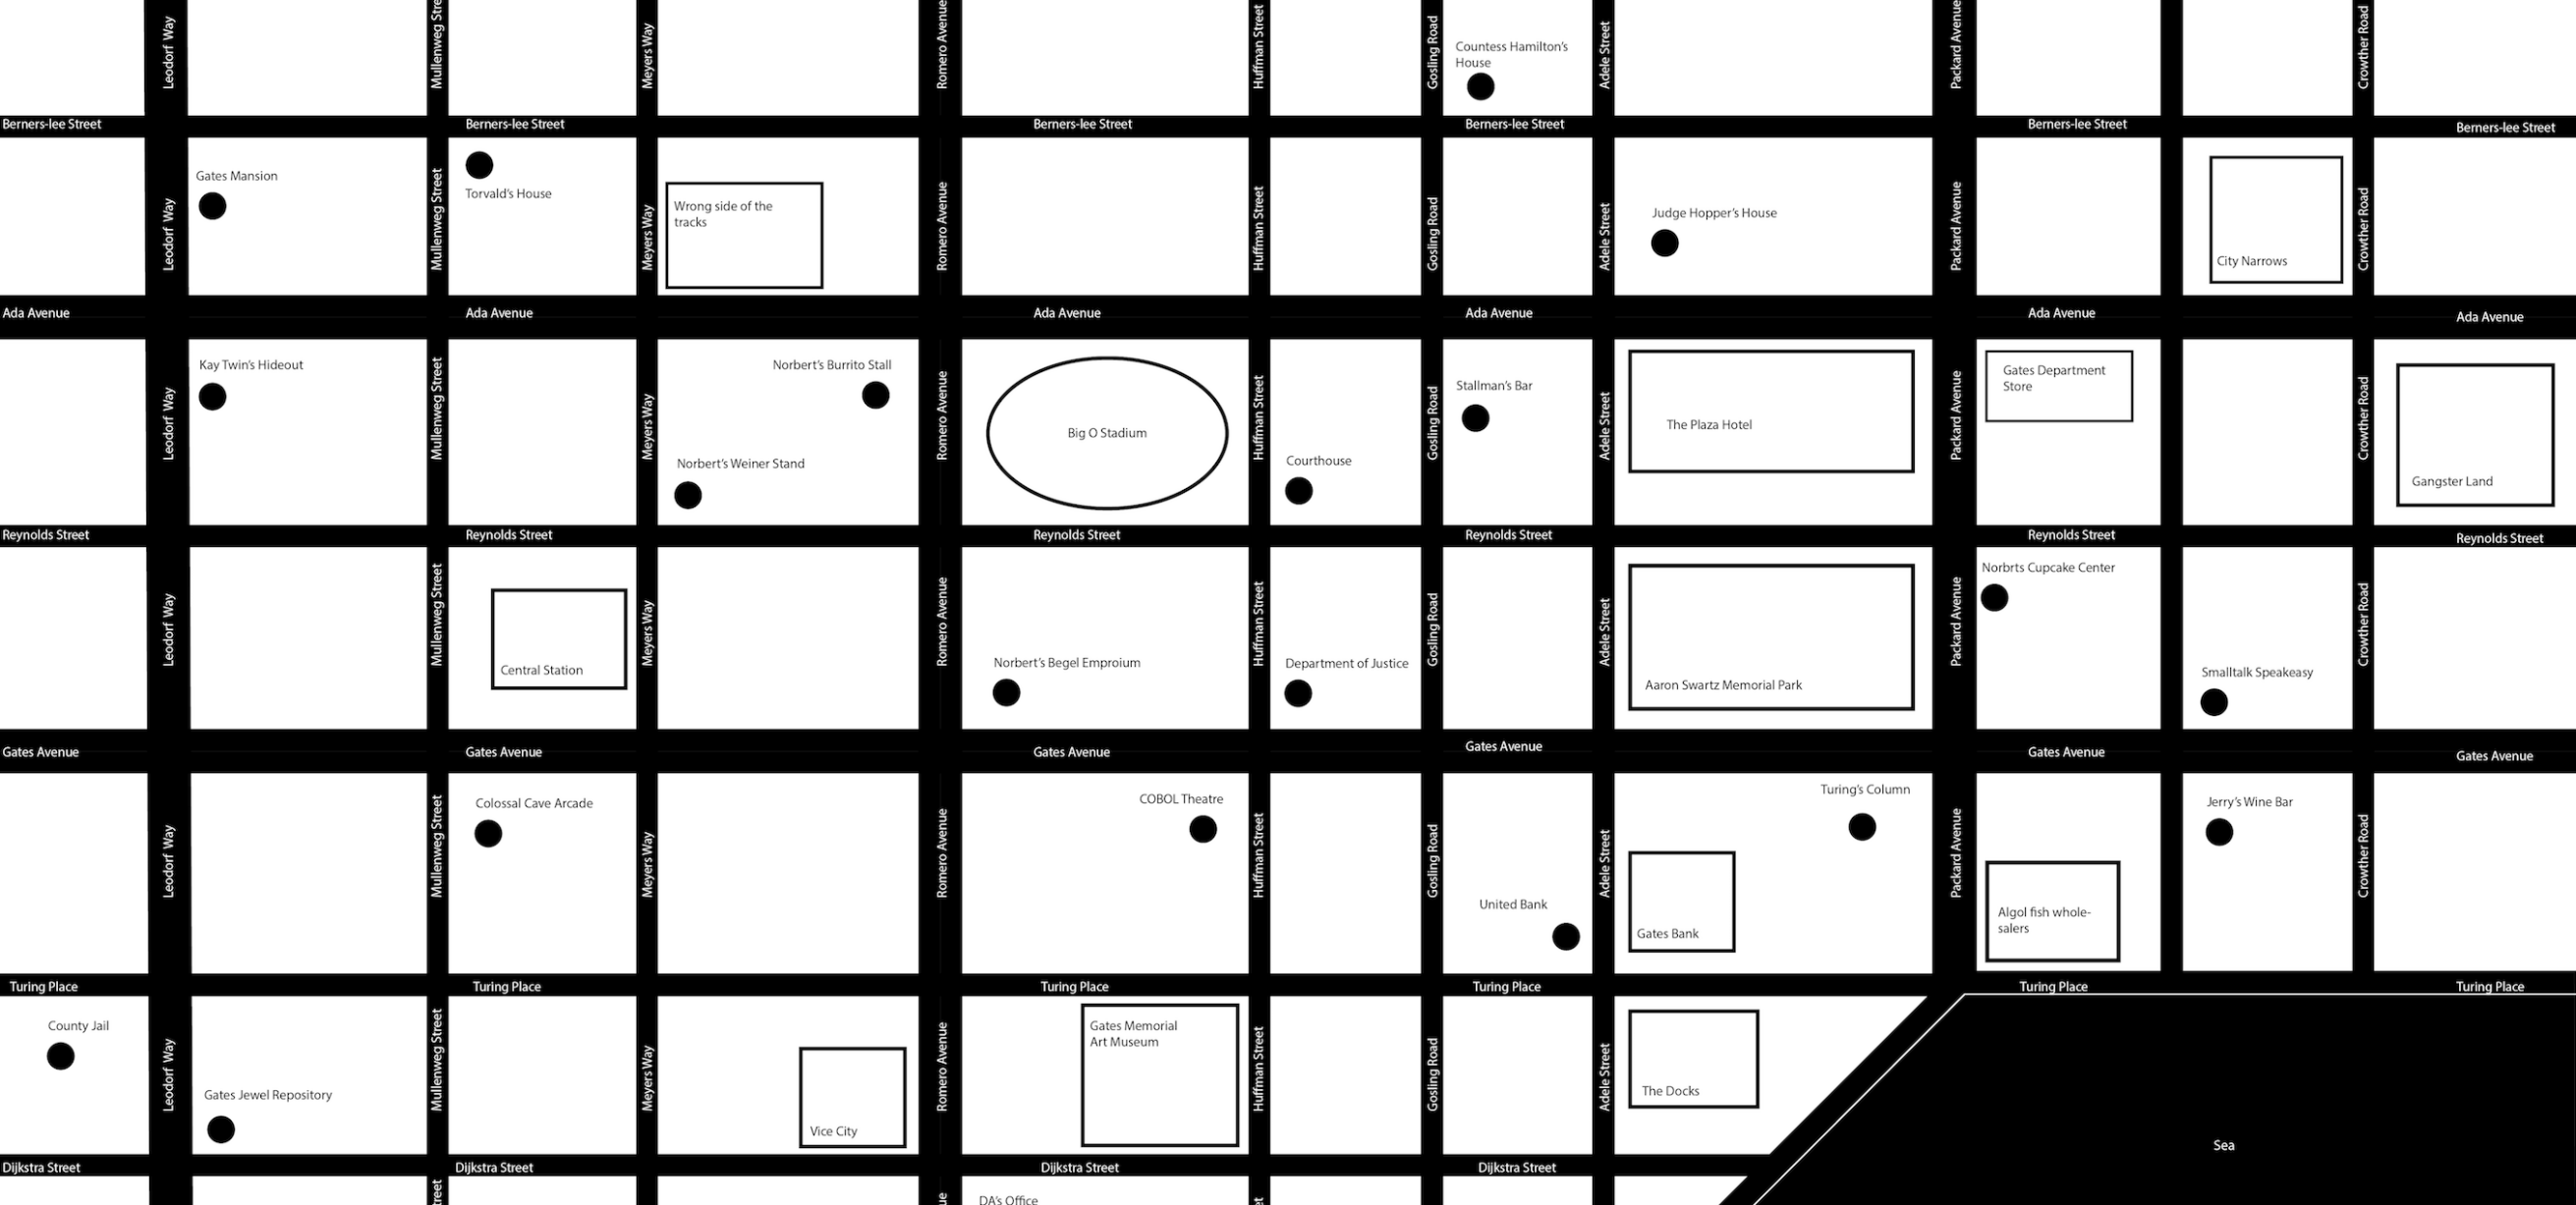 Leodorf Way
Mullenweg Stre
Meyers Way
Romero Avenue
Huffman Street
Gosling Road
Countess Hamilton's
House
Adele Street
Packard Avenue
Crowther Road
Berners-lee Street
Berners-lee Street
Berners-lee Street
Berners-lee Street
Berners-lee Street
Berners-lee Street
Leodorf Way
Gates Mansion
Mullenweg Street
Torvald's House
Meyers Way
Wrong side of the
tracks
Romero Avenue
Huffman Street
Gosling Road
Adele Street
Judge Hopper's House
Packard Avenue
City Narrows
Crowther Road
Ada Avenue
Ada Avenue
Ada Avenue
Ada Avenue
Ada Avenue
Ada Avenue
Leodorf Way
Kay Twin's Hideout
Mullenweg Street
Meyers Way
Norbert's Burrito Stall
Norbert's Weiner Stand
Romero Avenue
Big O Stadium
Huffman Street
Courthouse
Gosling Road
Stallman's Bar
Adele Street
The Plaza Hotel
Packard Avenue
Gates Department
Store
Crowther Road
Gangster Land
Reynolds Street
Reynolds Street
Reynolds Street
Reynolds Street
Reynolds Street
Reynolds Street
Leodorf Way
Mullenweg Street
Central Station
Meyers Way
Romero Avenue
Norbert's Begel Emproium
Huffman Street
Department of Justice
Gosling Road
Adele Street
Aaron Swartz Memorial Park
Packard Avenue
Norbrts Cupcake Center
Smalltalk Speakeasy
Crowther Road
Gates Avenue
Gates Avenue
Gates Avenue
Gates Avenue
Gates Avenue
Gates Avenue
Leodorf Way
Mullenweg Street
Colossal Cave Arcade
Meyers Way
Romero Avenue
COBOL Theatre
Huffman Street
Gosling Road
United Bank
Adele Street
Turing's Column
Gates Bank
Packard Avenue
Algol fish whole-
salers
Jerry's Wine Bar
Crowther Road
Turing Place
Turing Place
Turing Place
Turing Place
Turing Place
Turing Place
County Jail
Leodorf Way
Gates Jewel Repository
Mullenweg Street
Meyers Way
Vice City
Romero Avenue
Gates Memorial
Art Museum
Huffman Street
Gosling Road
Adele Street
The Docks
Sea
Dijkstra Street
Dijkstra Street
Dijkstra Street
Dijkstra Street
reet
ue
DA's Office
et